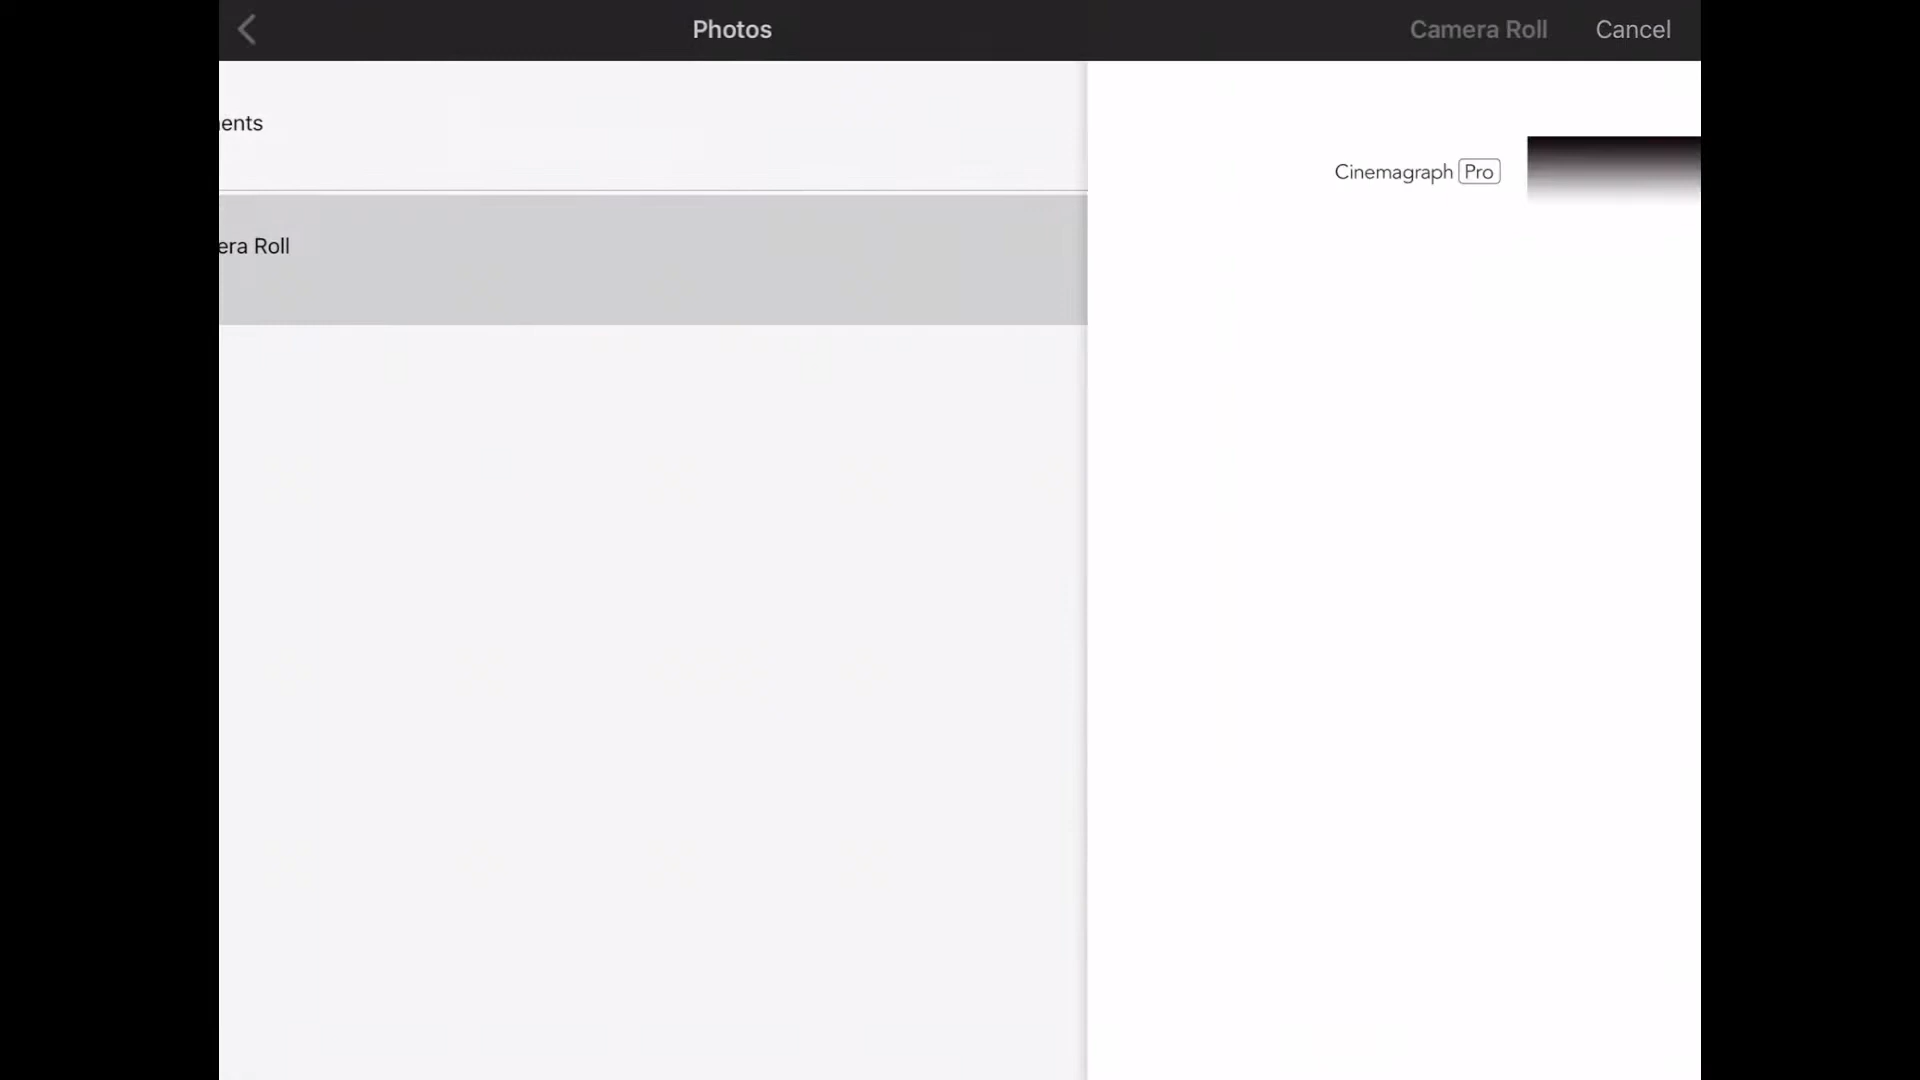 Photos
Camera Roll
Cancel
ents
era Roll
Cinemagraph Pro